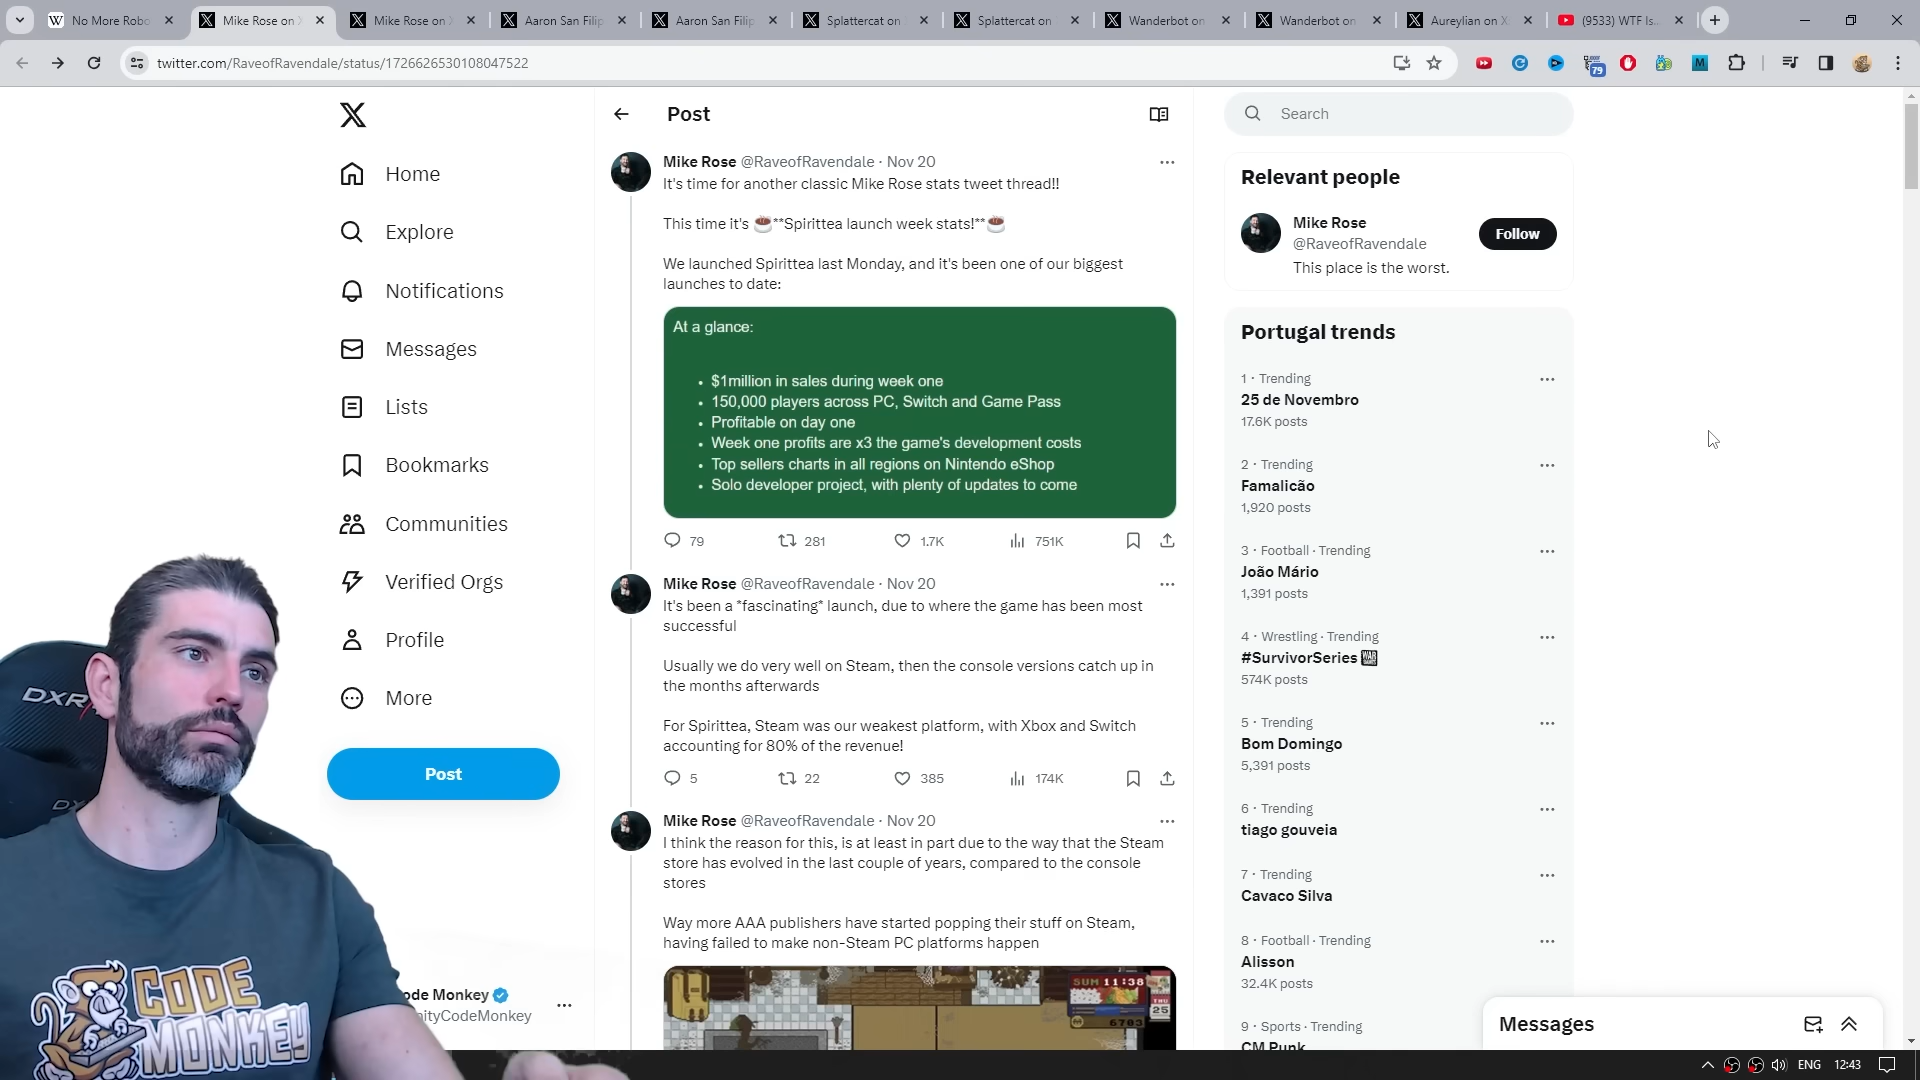 No More Robo
Mike Rose on X
Mike Rose on X
Aaron San Filip
Aaron San Filip
Splattercat on
Splattercat on
Wanderbot on
Wanderbot on
Aureylian on X
(9533) WTF Is..
twitter.com/RaveofRavendale/status/1726626530108047522
79
Home
Explore
Notifications
Messages
Lists
Bookmarks
Communities
Verified Orgs
Profile
More
Post
ode Monkey
nityCodeMonkey
Post
Mike Rose @RaveofRavendale · Nov 20
It's time for another classic Mike Rose stats tweet thread!!
This time it's ☕**Spirittea launch week stats!**☕
We launched Spirittea last Monday, and it's been one of our biggest
launches to date:
At a glance:
• $1million in sales during week one
• 150,000 players across PC, Switch and Game Pass
• Profitable on day one
• Week one profits are x3 the game's development costs
• Top sellers charts in all regions on Nintendo eShop
• Solo developer project, with plenty of updates to come
79 281 1.7K 751K
Mike Rose @RaveofRavendale · Nov 20
It's been a *fascinating* launch, due to where the game has been most
successful
Usually we do very well on Steam, then the console versions catch up in
the months afterwards
For Spirittea, Steam was our weakest platform, with Xbox and Switch
accounting for 80% of the revenue!
5 22 385 174K
Mike Rose @RaveofRavendale · Nov 20
I think the reason for this, is at least in part due to the way that the Steam
store has evolved in the last couple of years, compared to the console
stores
Way more AAA publishers have started popping their stuff on Steam,
having failed to make non-Steam PC platforms happen
SUM 11:38
THU
25
6703
Search
Relevant people
Mike Rose
@RaveofRavendale
Follow
This place is the worst.
Portugal trends
1 · Trending
25 de Novembro
17.6K posts
2 · Trending
Famalicão
1,920 posts
3 · Football · Trending
João Mário
1,391 posts
4 · Wrestling · Trending
#SurvivorSeries
574K posts
5 · Trending
Bom Domingo
5,391 posts
6 · Trending
tiago gouveia
7 · Trending
Cavaco Silva
8 · Football · Trending
Alisson
32.4K posts
9 · Sports · Trending
CM Punk
Messages
DXR
CODE
MONKEY
ENG 12:43